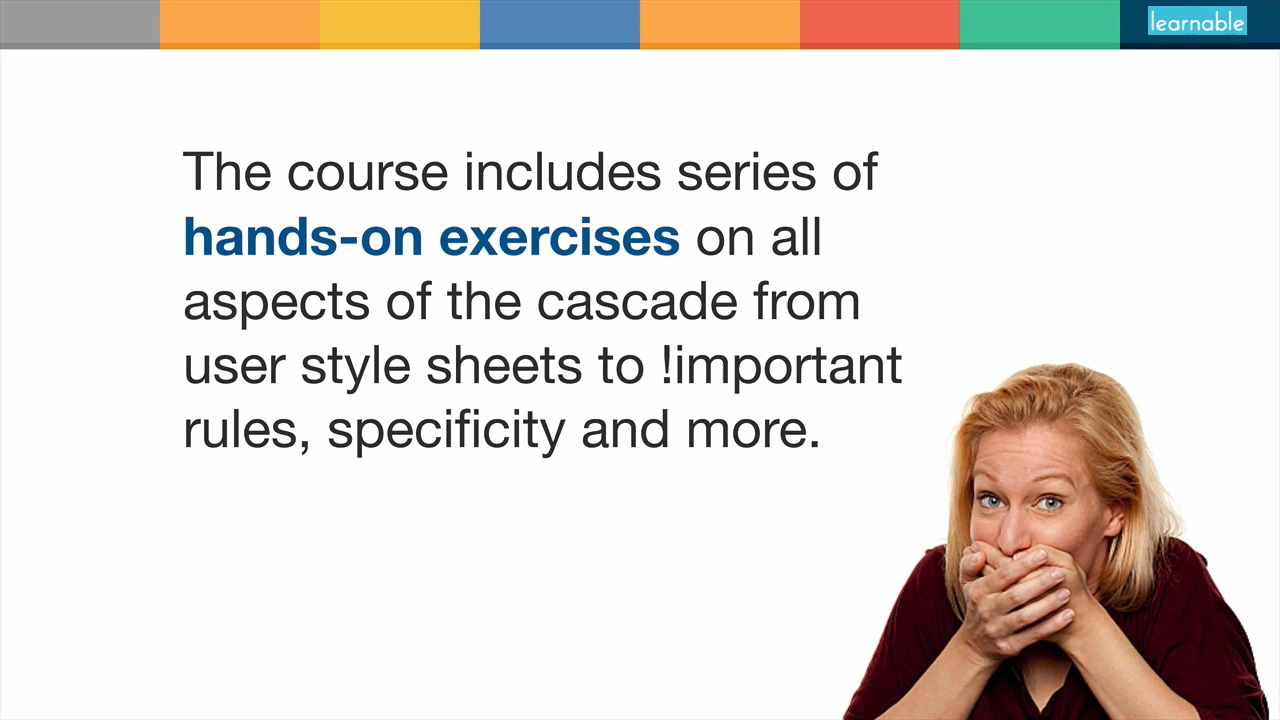 learnable
The course includes series of
hands-on exercises on all
aspects of the cascade from
user style sheets to !important
rules, specificity and more.